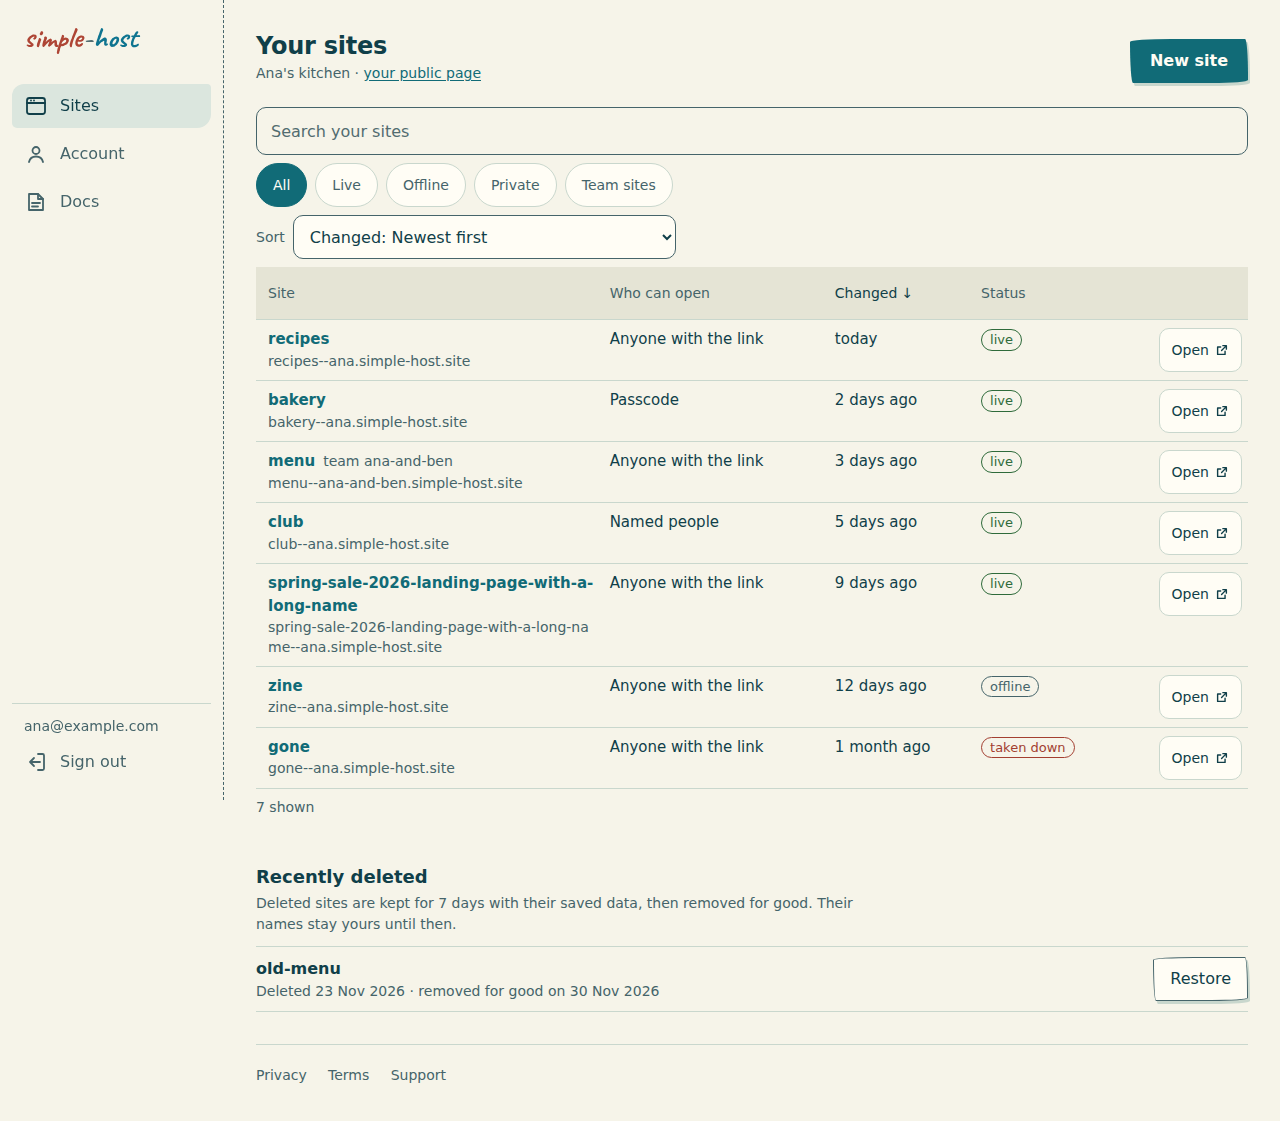 simple-host
Sites
Account
Docs
ana@example.com
Sign out
Your sites
Ana's kitchen · your public page
New site
Search your sites
All Live Offline Private Team sites
Sort Changed: Newest first
Site Who can open Changed ↓ Status
recipes Anyone with the link today live Open
recipes--ana.simple-host.site
bakery Passcode 2 days ago live Open
bakery--ana.simple-host.site
menu team ana-and-ben Anyone with the link 3 days ago live Open
menu--ana-and-ben.simple-host.site
club Named people 5 days ago live Open
club--ana.simple-host.site
spring-sale-2026-landing-page-with-a- Anyone with the link 9 days ago live Open
long-name
spring-sale-2026-landing-page-with-a-long-na
me--ana.simple-host.site
zine Anyone with the link 12 days ago offline Open
zine--ana.simple-host.site
gone Anyone with the link 1 month ago taken down Open
gone--ana.simple-host.site
7 shown
Recently deleted
Deleted sites are kept for 7 days with their saved data, then removed for good. Their
names stay yours until then.
old-menu
Deleted 23 Nov 2026 · removed for good on 30 Nov 2026
Restore
Privacy Terms Support